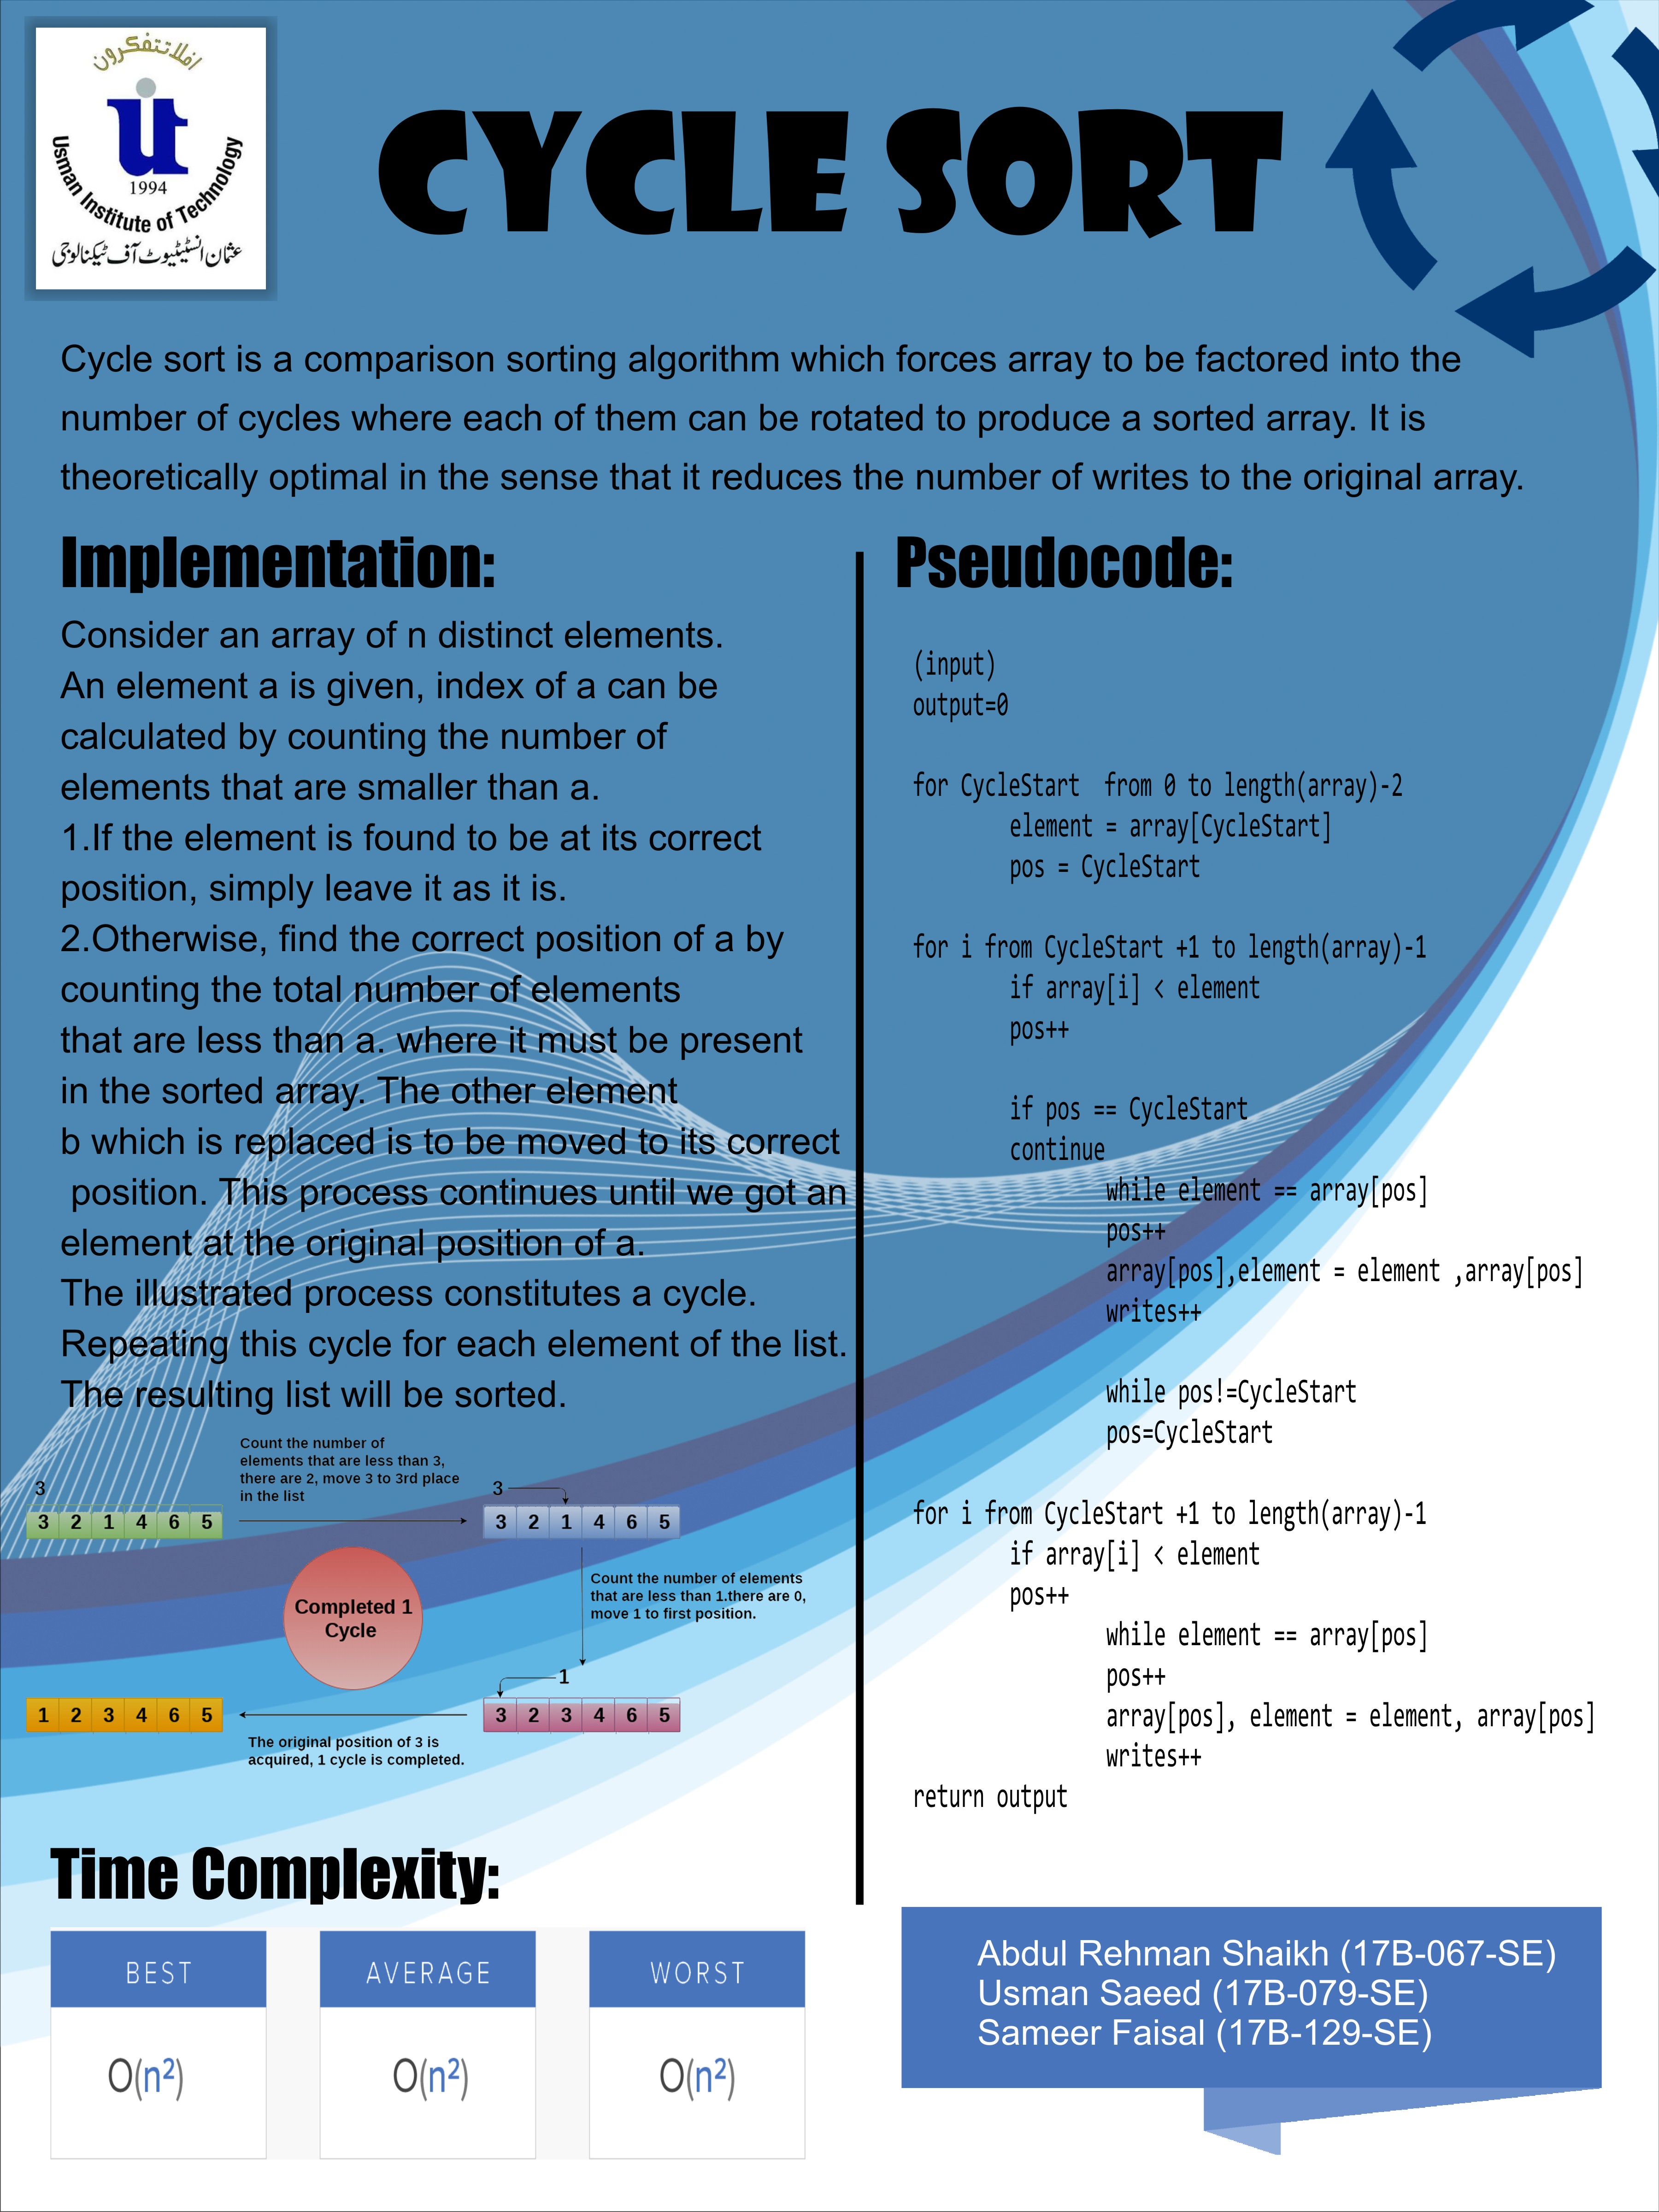 افلاتتفكرون
iut
1994
Usman Institute of Technology
عثمان انسٹیٹیوٹ آف ٹیکنالوجی
CYCLE SORT
Cycle sort is a comparison sorting algorithm which forces array to be factored into the
number of cycles where each of them can be rotated to produce a sorted array. It is
theoretically optimal in the sense that it reduces the number of writes to the original array.
Implementation:
Consider an array of n distinct elements.
An element a is given, index of a can be
calculated by counting the number of
elements that are smaller than a.
1.If the element is found to be at its correct
position, simply leave it as it is.
2.Otherwise, find the correct position of a by
counting the total number of elements
that are less than a. where it must be present
in the sorted array. The other element
b which is replaced is to be moved to its correct
position. This process continues until we got an
element at the original position of a.
The illustrated process constitutes a cycle.
Repeating this cycle for each element of the list.
The resulting list will be sorted.
3
3 2 1 4 6 5
Count the number of
elements that are less than 3,
there are 2, move 3 to 3rd place
in the list
3
3 2 1 4 6 5
Count the number of elements
that are less than 1.there are 0,
move 1 to first position.
Completed 1
Cycle
1
3 2 3 4 6 5
The original position of 3 is
acquired, 1 cycle is completed.
1 2 3 4 6 5
Pseudocode:
(input)
output=0
for CycleStart from 0 to length(array)-2
element = array[CycleStart]
pos = CycleStart
for i from CycleStart +1 to length(array)-1
if array[i] < element
pos++
if pos == CycleStart
continue
while element == array[pos]
pos++
array[pos],element = element ,array[pos]
writes++
while pos!=CycleStart
pos=CycleStart
for i from CycleStart +1 to length(array)-1
if array[i] < element
pos++
while element == array[pos]
pos++
array[pos], element = element, array[pos]
writes++
return output
Time Complexity:
BEST AVERAGE WORST
O(n²) O(n²) O(n²)
Abdul Rehman Shaikh (17B-067-SE)
Usman Saeed (17B-079-SE)
Sameer Faisal (17B-129-SE)